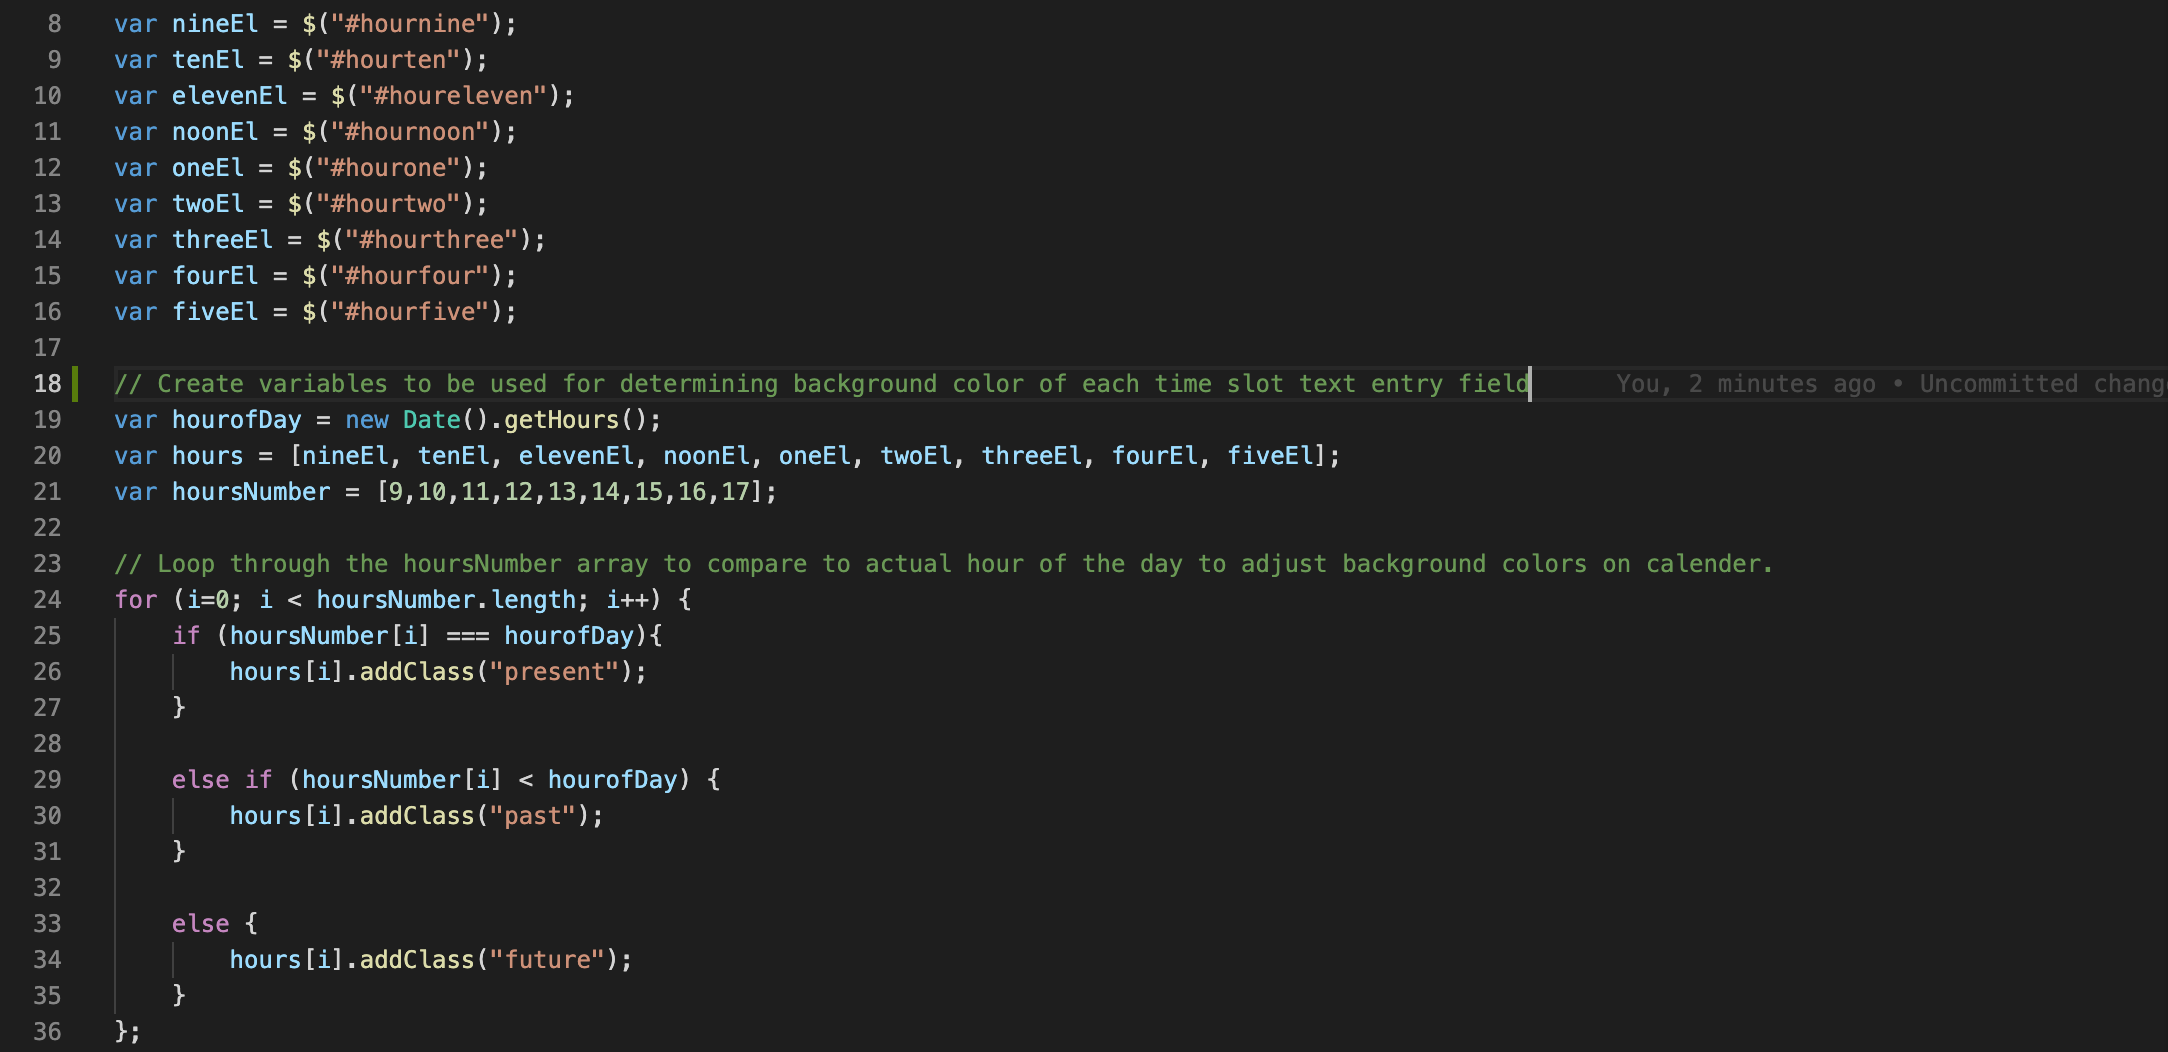 8 var nineEl = $("#hournine");
9 var tenEl = $("#hourten");
10 var elevenEl = $("#houreleven");
11 var noonEl = $("#hournoon");
12 var oneEl = $("#hourone");
13 var twoEl = $("#hourtwo");
14 var threeEl = $("#hourthree");
15 var fourEl = $("#hourfour");
16 var fiveEl = $("#hourfive");
17
18 // Create variables to be used for determining background color of each time slot text entry field You, 2 minutes ago • Uncommitted chang
19 var hourofDay = new Date().getHours();
20 var hours = [nineEl, tenEl, elevenEl, noonEl, oneEl, twoEl, threeEl, fourEl, fiveEl];
21 var hoursNumber = [9,10,11,12,13,14,15,16,17];
22
23 // Loop through the hoursNumber array to compare to actual hour of the day to adjust background colors on calender.
24 for (i=0; i < hoursNumber.length; i++) {
25 if (hoursNumber[i] === hourofDay){
26 hours[i].addClass("present");
27 }
28
29 else if (hoursNumber[i] < hourofDay) {
30 hours[i].addClass("past");
31 }
32
33 else {
34 hours[i].addClass("future");
35 }
36 };